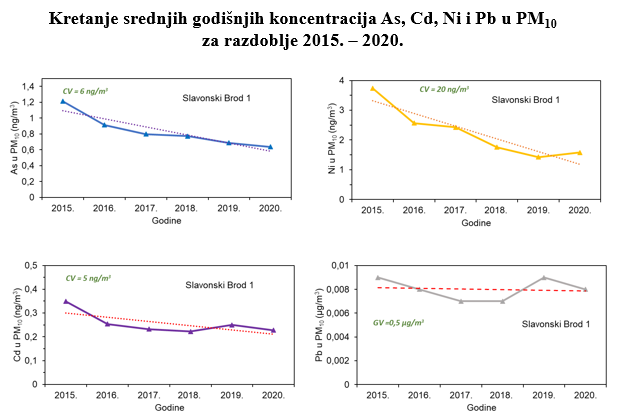 Kretanje srednjih godišnjih koncentracija As, Cd, Ni i Pb u PM10
za razdoblje 2015. – 2020.
CV = 6 ng/m³
Slavonski Brod 1
As u PM10 (ng/m³)
1,4
1,2
1
0,8
0,6
0,4
0,2
0
2015. 2016. 2017. 2018. 2019. 2020.
Godine
CV = 20 ng/m³
Slavonski Brod 1
Ni u PM10 (ng/m³)
4
3
2
1
0
2015. 2016. 2017. 2018. 2019. 2020.
Godine
CV = 5 ng/m³
Slavonski Brod 1
Cd u PM10 (ng/m³)
0,5
0,4
0,3
0,2
0,1
0
2015. 2016. 2017. 2018. 2019. 2020.
Godine
GV =0,5 µg/m³
Slavonski Brod 1
Pb u PM10 (µg/m³)
0,01
0,008
0,006
0,004
0,002
0
2015. 2016. 2017. 2018. 2019. 2020.
Godine